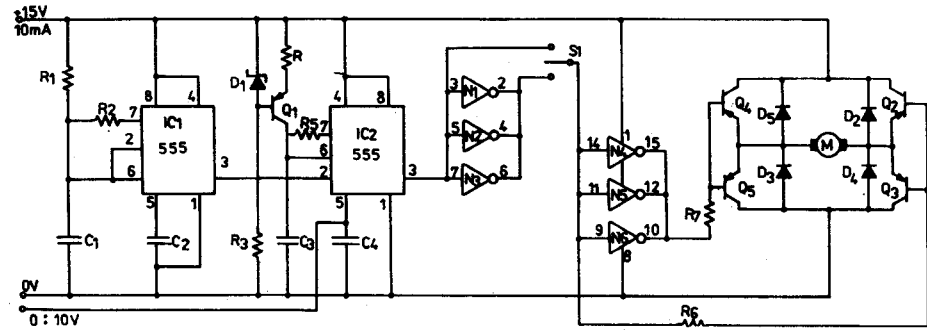 +15V
10mA
R1
R2
8
4
7
IC1
555
2
6
3
5
1
C1
C2
D1
R
Q1
R5
R3
C3
4
8
7
IC2
555
6
2
3
5
1
C4
3
N1
2
5
N2
4
7
N3
6
S1
1
14
N4
15
11
N5
12
9
N6
10
8
R7
Q4
D5
D2
Q2
M
Q5
D3
D4
Q3
R6
0V
0 : 10V